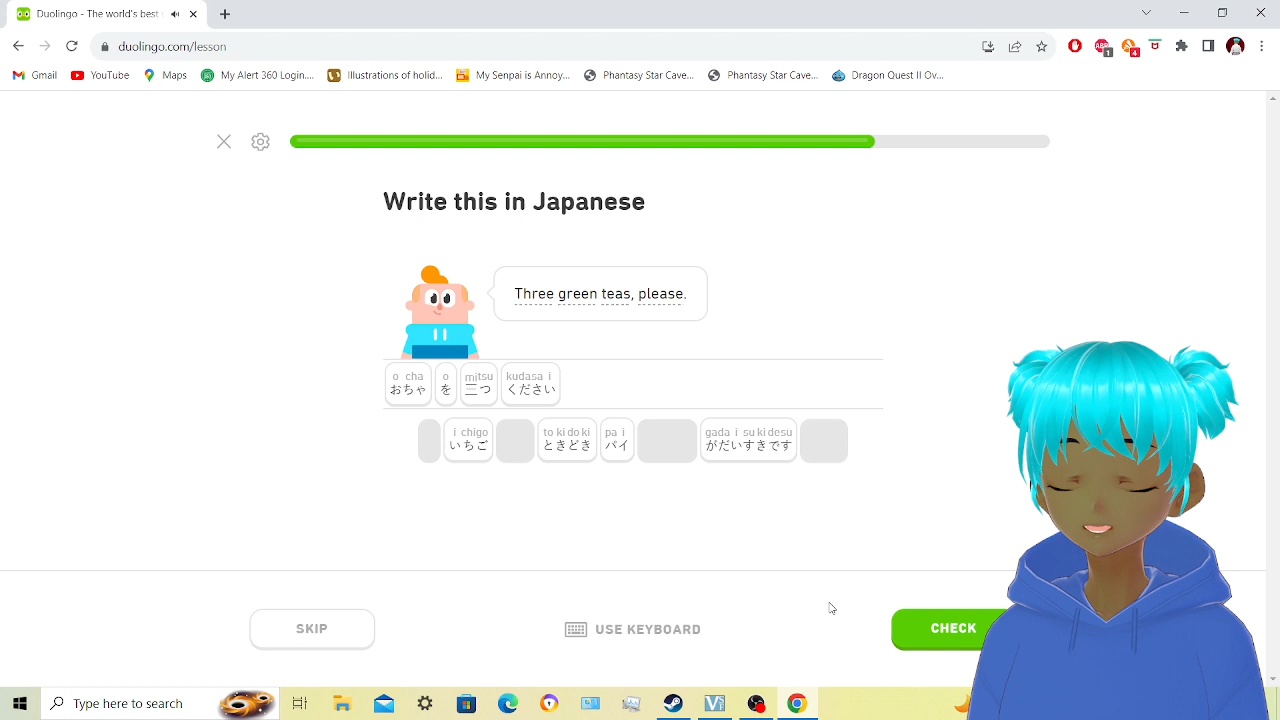 Duolingo - The world's best
duolingo.com/lesson
1
4
Gmail
YouTube
Maps
My Alert 360 Login....
Illustrations of holid...
My Sempai is Annoy...
Phantasy Star Cave...
Phantasy Star Cave...
Dragon Quest II Ov...
Write this in Japanese
Three green teas, please.
o cha
o
mitsu
kudasa i
おちゃ
を
三つ
ください
i chigo
to ki do ki
pa i
gada i su ki desu
いちご
ときどき
パイ
がだいすきです
SKIP
USE KEYBOARD
CHECK
Type here to search